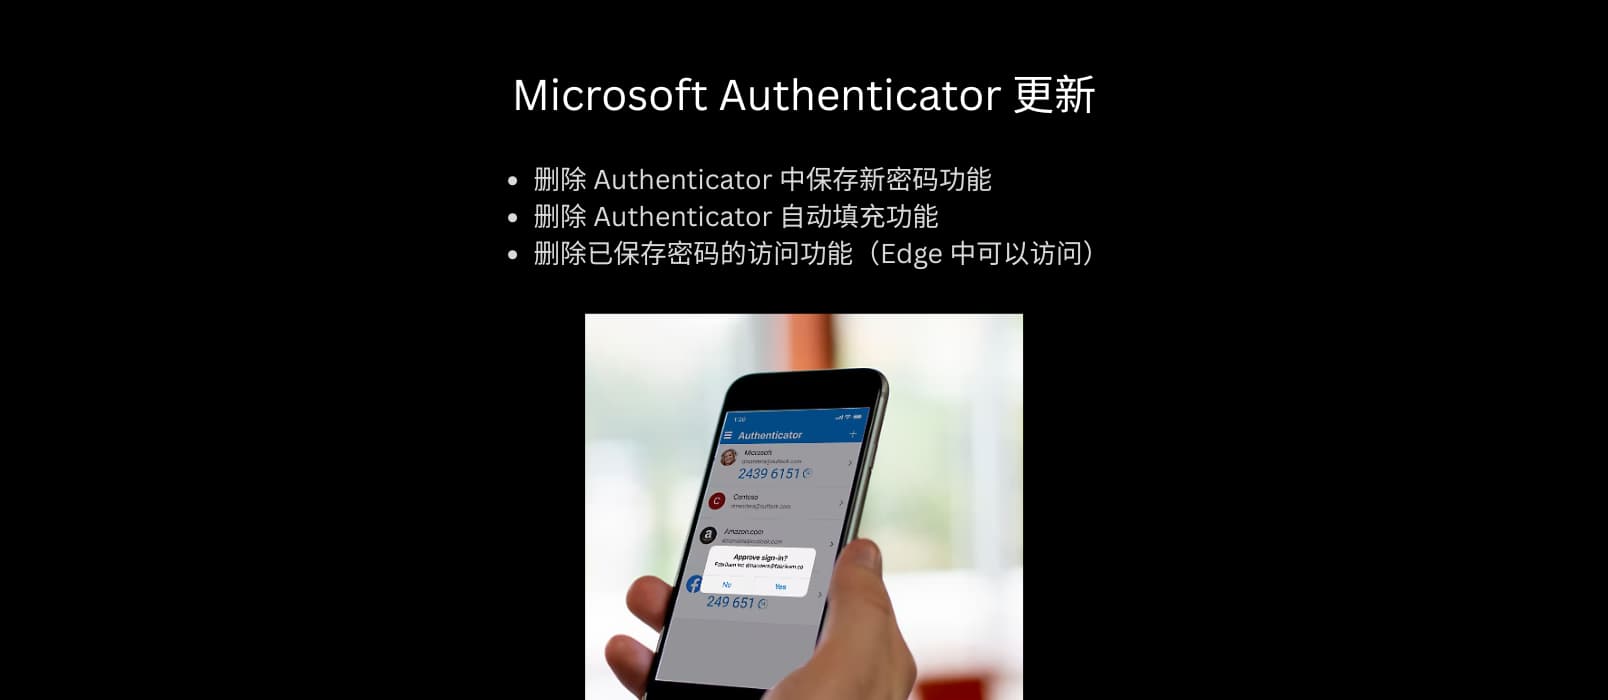 Microsoft Authenticator 更新
删除 Authenticator 中保存新密码功能
删除 Authenticator 自动填充功能
删除已保存密码的访问功能（Edge 中可以访问）
Authenticator
Microsoft
2439 6151
C
Contoso
Amazon.com
Approve sign-in?
No
Yes
249 651